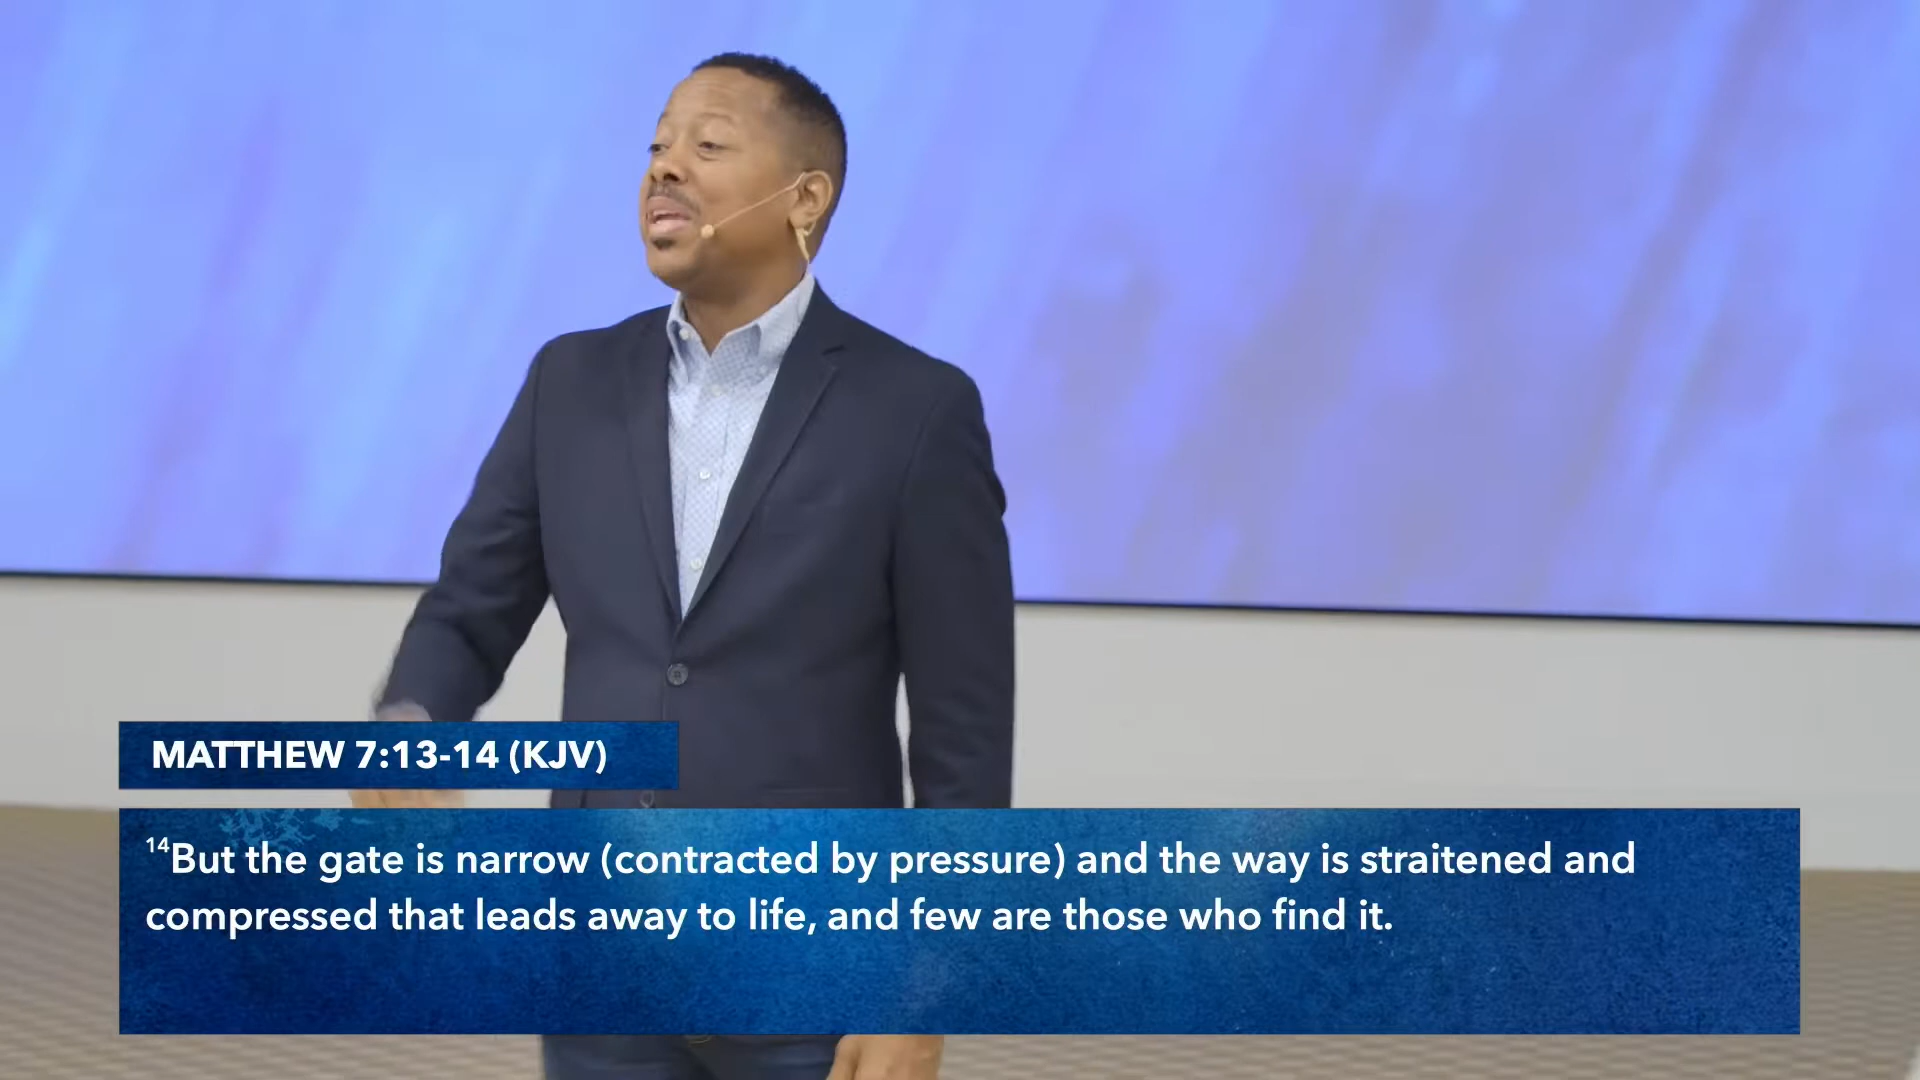 MATTHEW 7:13-14 (KJV)
14But the gate is narrow (contracted by pressure) and the way is straitened and
compressed that leads away to life, and few are those who find it.